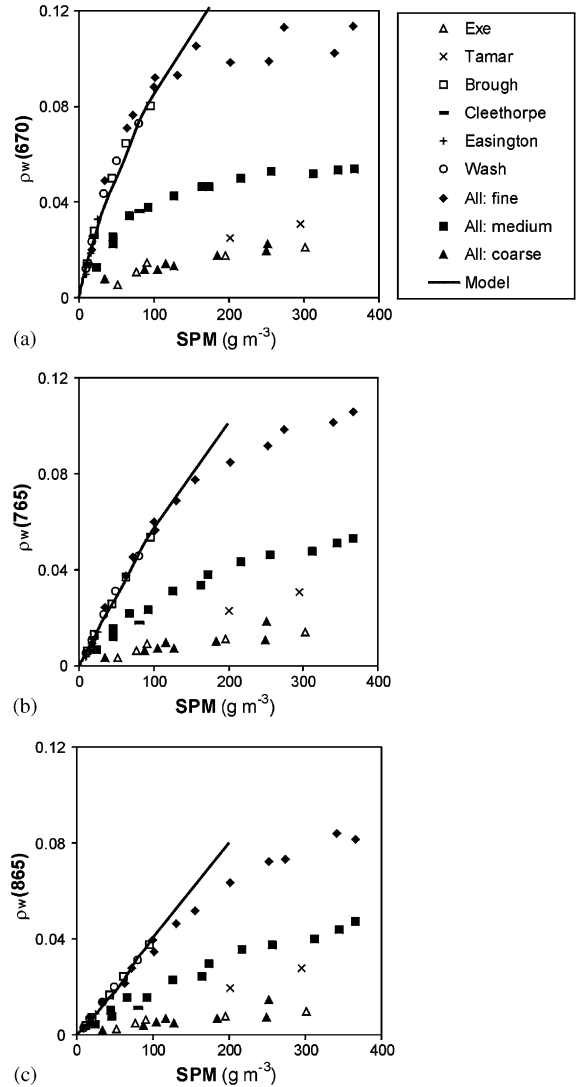 0.12
0.08
0.04
0
ρw(670)
0 100 200 300 400
SPM (g m-3)
(a)
Exe
Tamar
Brough
Cleethorpe
Easington
Wash
All: fine
All: medium
All: coarse
Model
0.12
0.08
0.04
0
ρw(765)
0 100 200 300 400
SPM (g m-3)
(b)
0.12
0.08
0.04
0
ρw(865)
0 100 200 300 400
SPM (g m-3)
(c)